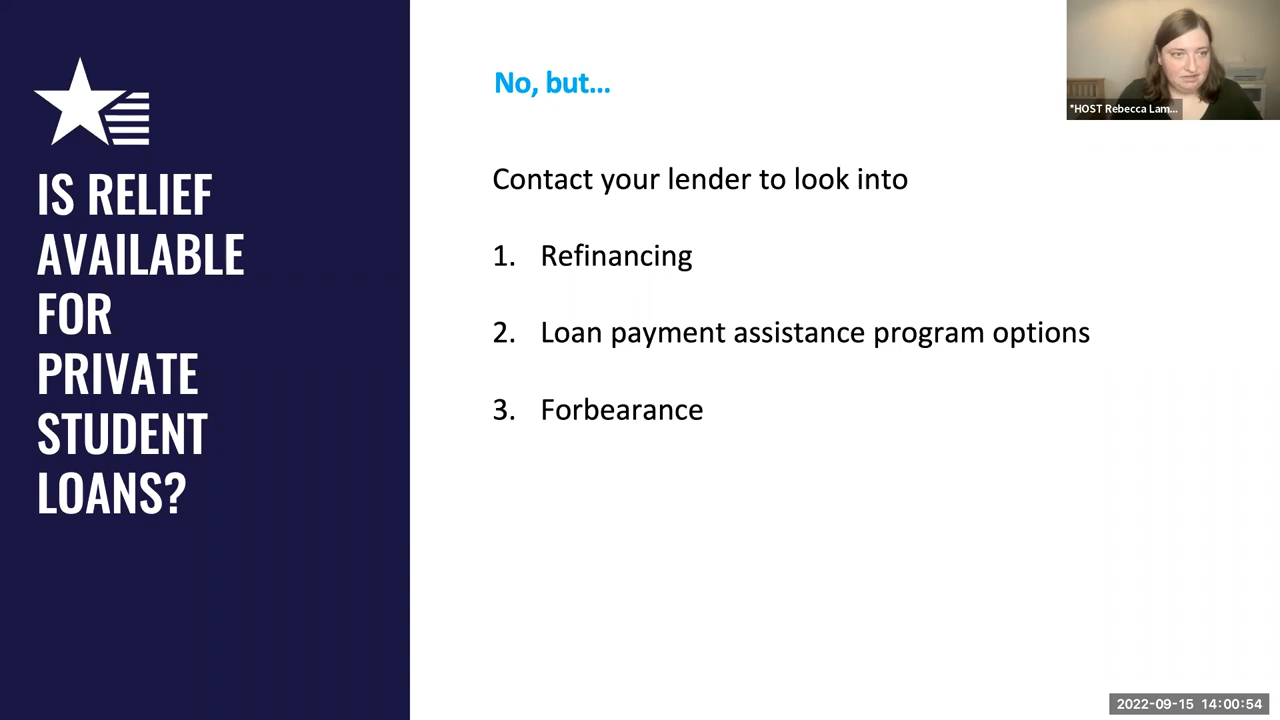 IS RELIEF
AVAILABLE
FOR
PRIVATE
STUDENT
LOANS?
No, but...
Contact your lender to look into
1. Refinancing
2. Loan payment assistance program options
3. Forbearance
*HOST Rebecca Lam...
2022-09-15 14:00:54